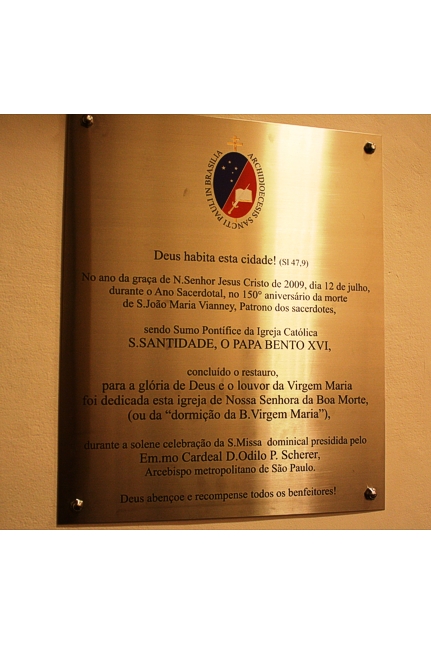 ARCHIDIOECESIS SANCTI PAULI IN BRASILIA
Deus habita esta cidade! (Sl 47,9)
No ano da graça de N.Senhor Jesus Cristo de 2009, dia 12 de julho,
durante o Ano Sacerdotal, no 150° aniversário da morte
de S.João Maria Vianney, Patrono dos sacerdotes,
sendo Sumo Pontífice da Igreja Católica
S.SANTIDADE, O PAPA BENTO XVI,
concluído o restauro,
para a glória de Deus e o louvor da Virgem Maria
foi dedicada esta igreja de Nossa Senhora da Boa Morte,
(ou da “dormição da B.Virgem Maria”),
durante a solene celebração da S.Missa dominical presidida pelo
Em.mo Cardeal D.Odilo P. Scherer,
Arcebispo metropolitano de São Paulo.
Deus abençoe e recompense todos os benfeitores!